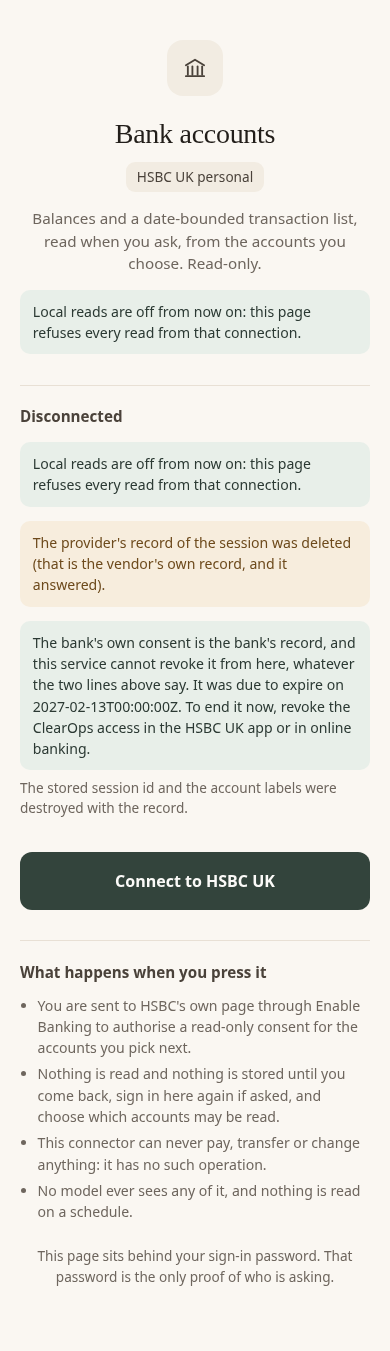 Bank accounts
HSBC UK personal
Balances and a date-bounded transaction list,
read when you ask, from the accounts you
choose. Read-only.
Local reads are off from now on: this page
refuses every read from that connection.
Disconnected
Local reads are off from now on: this page
refuses every read from that connection.
The provider's record of the session was deleted
(that is the vendor's own record, and it
answered).
The bank's own consent is the bank's record, and
this service cannot revoke it from here, whatever
the two lines above say. It was due to expire on
2027-02-13T00:00:00Z. To end it now, revoke the
ClearOps access in the HSBC UK app or in online
banking.
The stored session id and the account labels were
destroyed with the record.
Connect to HSBC UK
What happens when you press it
• You are sent to HSBC's own page through Enable
Banking to authorise a read-only consent for the
accounts you pick next.
• Nothing is read and nothing is stored until you
come back, sign in here again if asked, and
choose which accounts may be read.
• This connector can never pay, transfer or change
anything: it has no such operation.
• No model ever sees any of it, and nothing is read
on a schedule.
This page sits behind your sign-in password. That
password is the only proof of who is asking.